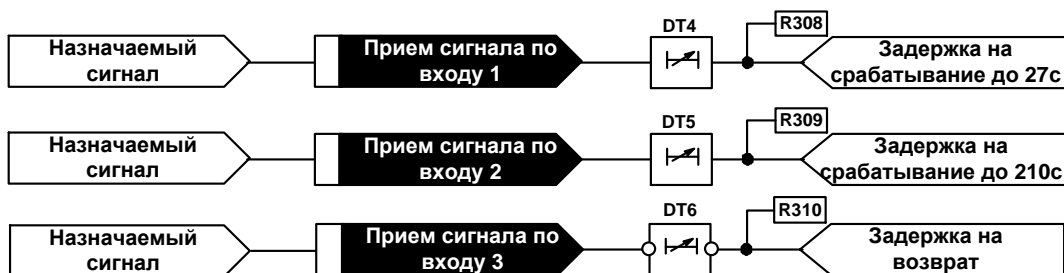 Назначаемый
сигнал
Прием сигнала по
входу 1
DT4
R308
Задержка на
срабатывание до 27с
Назначаемый
сигнал
Прием сигнала по
входу 2
DT5
R309
Задержка на
срабатывание до 210с
Назначаемый
сигнал
Прием сигнала по
входу 3
DT6
R310
Задержка на
возврат